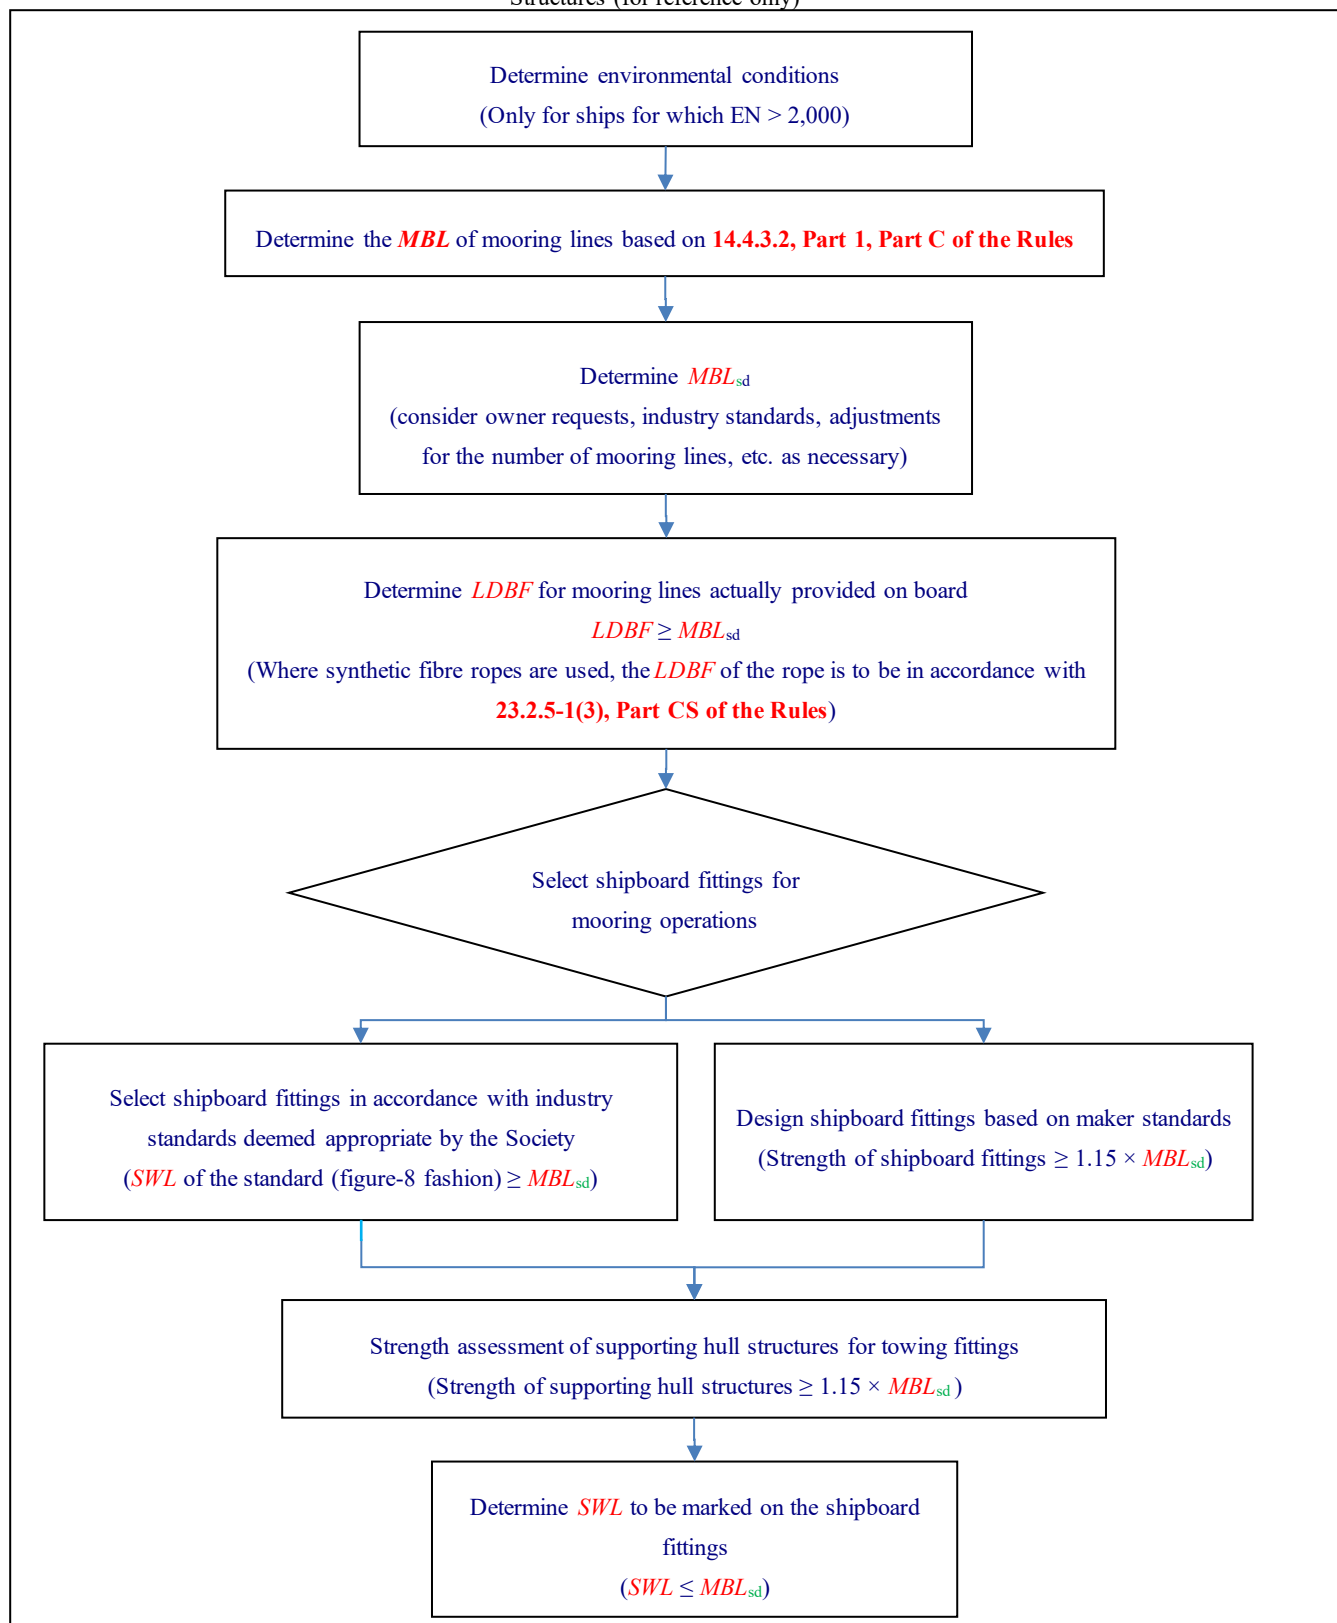 Structures (for reference only)
Determine environmental conditions
(Only for ships for which EN > 2,000)
Determine the MBL of mooring lines based on 14.4.3.2, Part 1, Part C of the Rules
Determine MBLsd
(consider owner requests, industry standards, adjustments
for the number of mooring lines, etc. as necessary)
Determine LDBF for mooring lines actually provided on board
LDBF ≥ MBLsd
(Where synthetic fibre ropes are used, the LDBF of the rope is to be in accordance with
23.2.5-1(3), Part CS of the Rules)
Select shipboard fittings for
mooring operations
Select shipboard fittings in accordance with industry
standards deemed appropriate by the Society
(SWL of the standard (figure-8 fashion) ≥ MBLsd)
Design shipboard fittings based on maker standards
(Strength of shipboard fittings ≥ 1.15 × MBLsd)
Strength assessment of supporting hull structures for towing fittings
(Strength of supporting hull structures ≥ 1.15 × MBLsd )
Determine SWL to be marked on the shipboard
fittings
(SWL ≤ MBLsd)